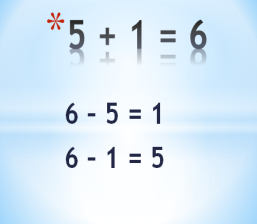 *5 + 1 = 6
6 - 5 = 1
6 - 1 = 5